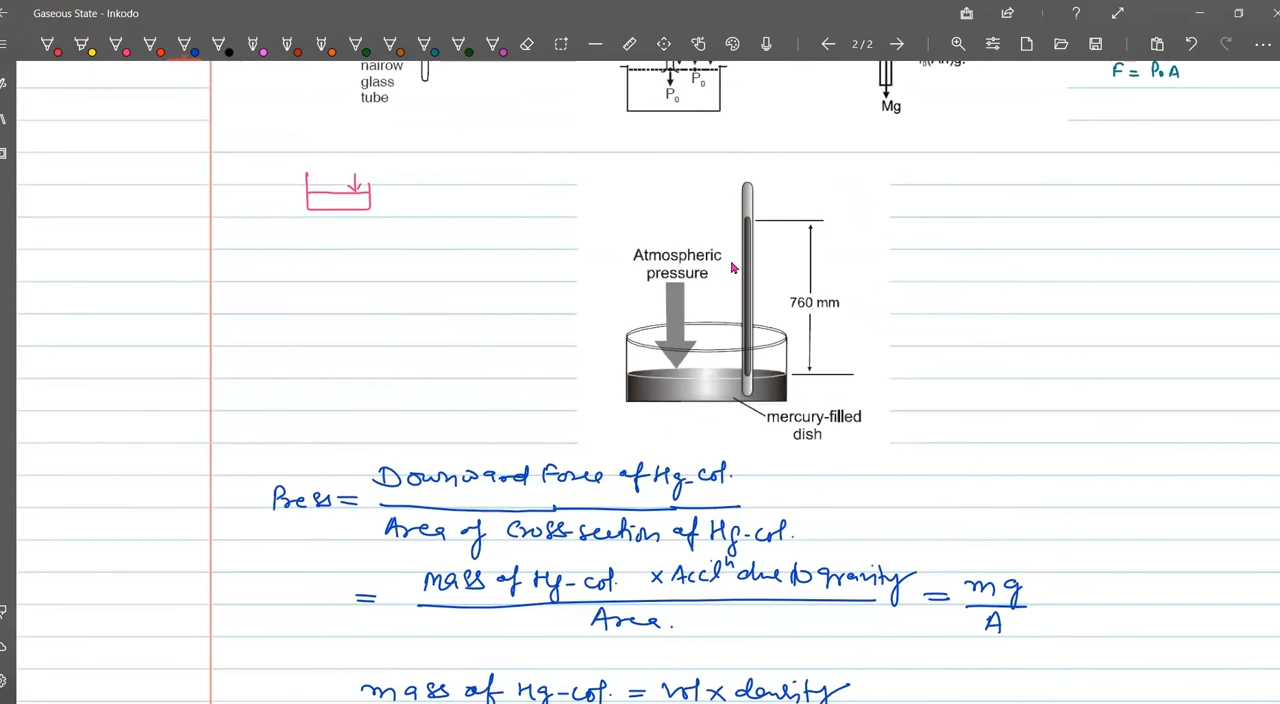 Gaseous State - Inkodo
2/2
narrow
glass
tube
P₀
P₀
Mg
F = P₀ A
Atmospheric
pressure
760 mm
mercury-filled
dish
Press = Downward Force of Hg-col.
Area of Cross-section of Hg-col.
= mass of Hg-col. x Accl^n due to gravity = mg
Area. A
mass of Hg-col. = vol x density